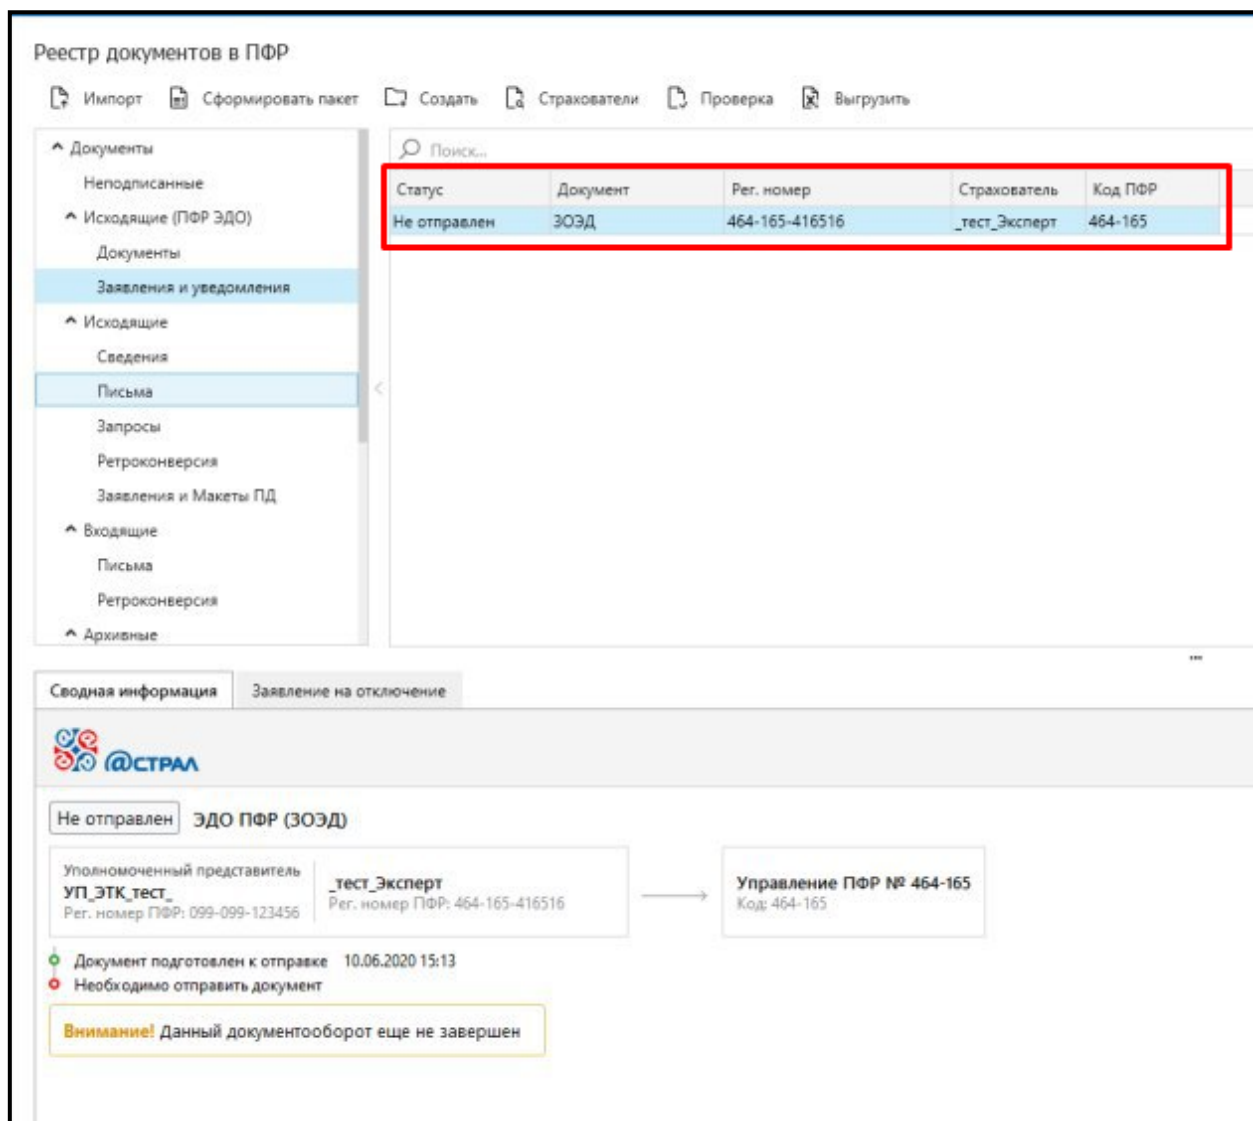 Реестр документов в ПФР
Импорт Сформировать пакет Создать Страхователи Проверка Выгрузить
Документы
Неподписанные
Исходящие (ПФР ЭДО)
Документы
Заявления и уведомления
Исходящие
Сведения
Письма
Запросы
Ретроконверсия
Заявления и Макеты ПД
Входящие
Письма
Ретроконверсия
Архивные
Поиск...
Статус Документ Рег. номер Страхователь Код ПФР
Не отправлен ЗОЭД 464-165-416516 _тест_Эксперт 464-165
Сводная информация Заявление на отключение
@СТРАЛ
Не отправлен ЭДО ПФР (ЗОЭД)
Уполномоченный представитель
УП_ЭТК_тест_
Рег. номер ПФР: 099-099-123456
_тест_Эксперт
Рег. номер ПФР: 464-165-416516
Управление ПФР № 464-165
Код: 464-165
Документ подготовлен к отправке 10.06.2020 15:13
Необходимо отправить документ
Внимание! Данный документооборот еще не завершен